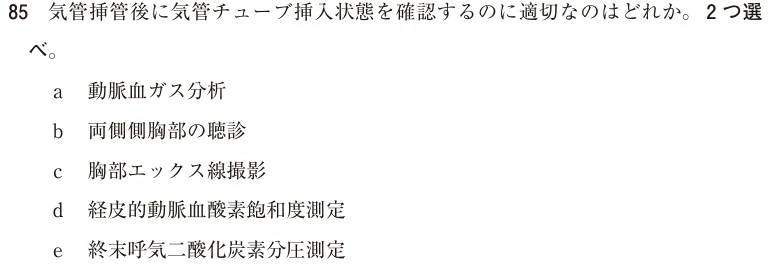 85 気管挿管後に気管チューブ挿入状態を確認するのに適切なのはどれか。2つ選
べ。
a 動脈血ガス分析
b 両側側胸部の聴診
c 胸部エックス線撮影
d 経皮的動脈血酸素飽和度測定
e 終末呼気二酸化炭素分圧測定